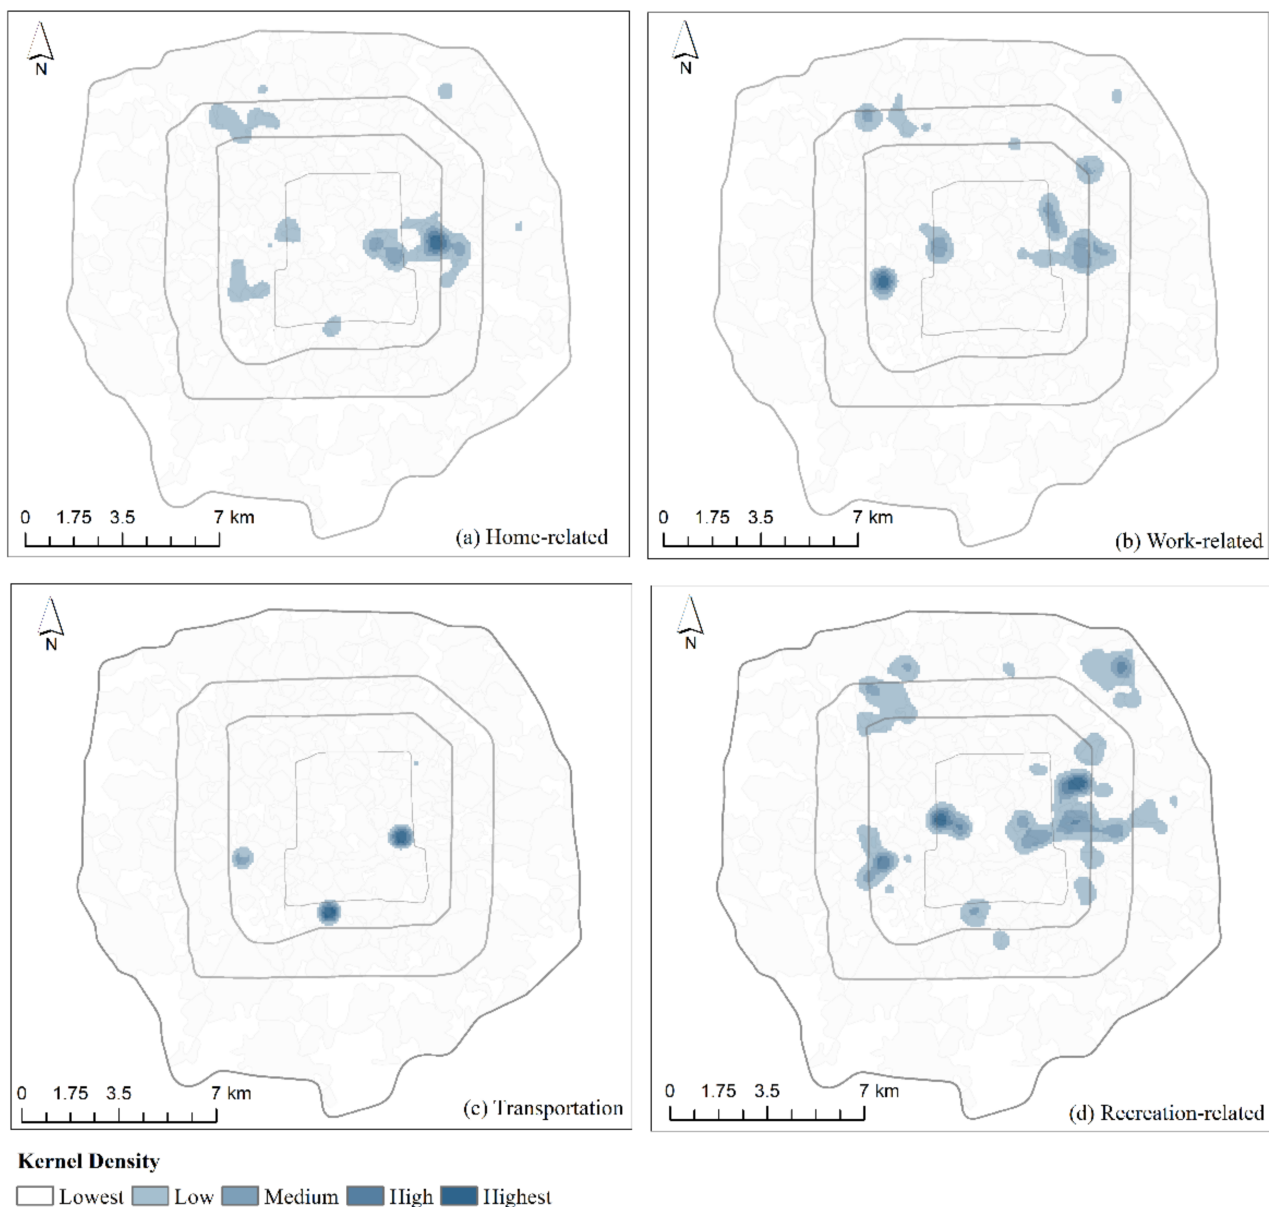 N
N
0 1.75 3.5 7 km
(a) Home-related
0 1.75 3.5 7 km
(b) Work-related
N
N
0 1.75 3.5 7 km
(c) Transportation
0 1.75 3.5 7 km
(d) Recreation-related
Kernel Density
Lowest Low Medium High Highest